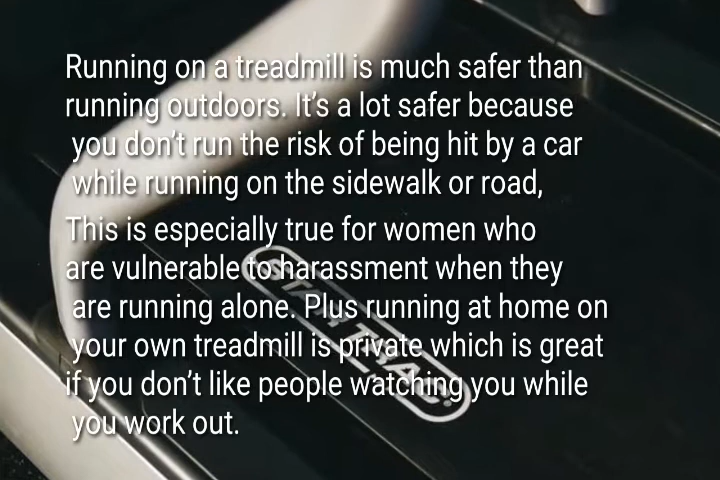 Running on a treadmill is much safer than
running outdoors. It’s a lot safer because
you don’t run the risk of being hit by a car
while running on the sidewalk or road,
This is especially true for women who
are vulnerable to harassment when they
are running alone. Plus running at home on
your own treadmill is private which is great
if you don’t like people watching you while
you work out.